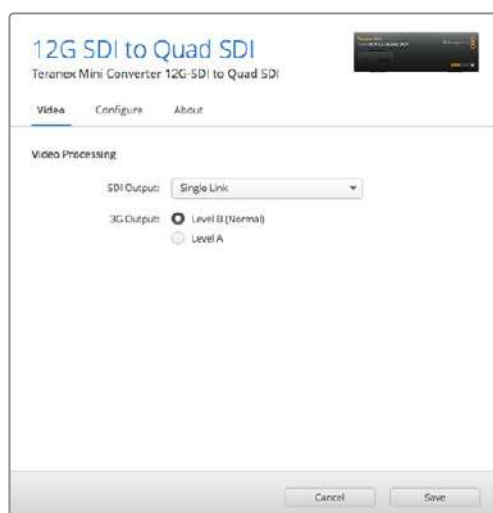 12G SDI to Quad SDI
Teranex Mini Converter 12G-SDI to Quad SDI
Video Configure About
Video Processing
SDI Output: Single Link
3G Output: Level B (Normal)
Level A
Cancel Save